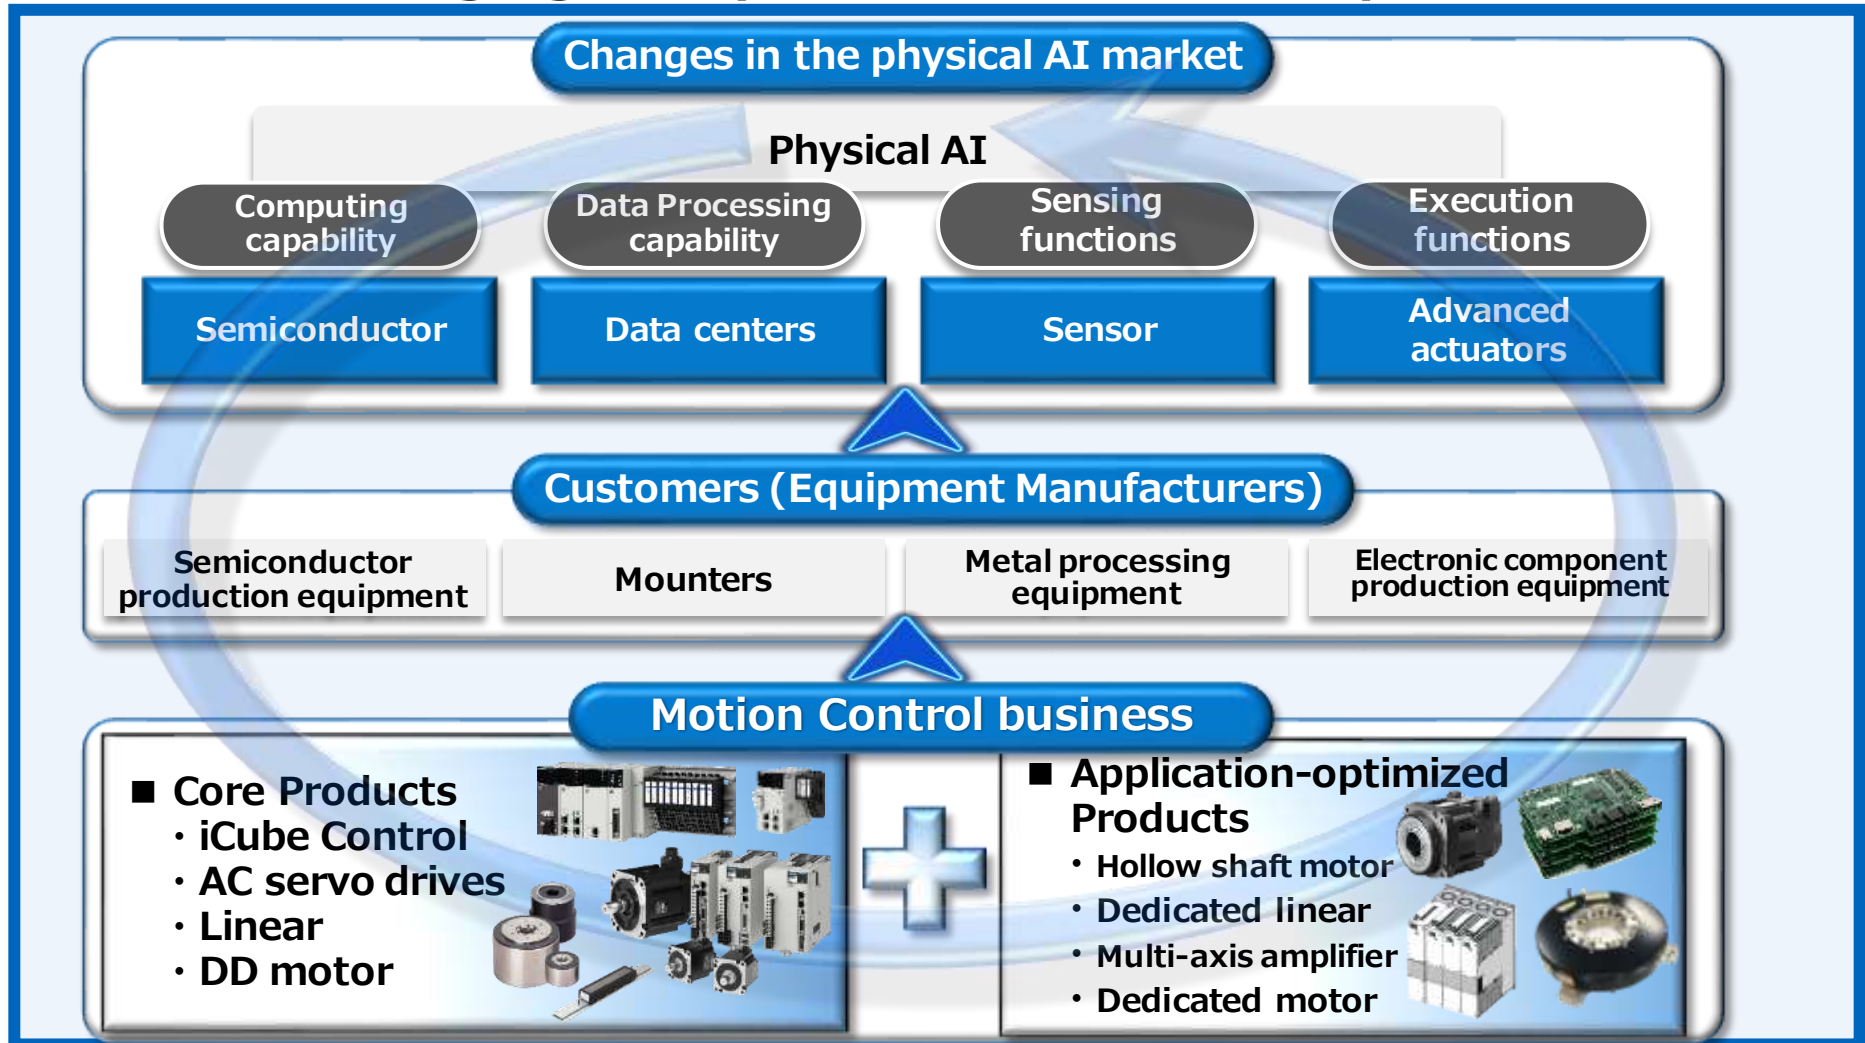 Changes in the physical AI market
Physical AI
Computing
capability
Data Processing
capability
Sensing
functions
Execution
functions
Semiconductor
Data centers
Sensor
Advanced
actuators
Customers (Equipment Manufacturers)
Semiconductor
production equipment
Mounters
Metal processing
equipment
Electronic component
production equipment
Motion Control business
■ Core Products
・iCube Control
・AC servo drives
・Linear
・DD motor
■ Application-optimized
Products
・Hollow shaft motor
・Dedicated linear
・Multi-axis amplifier
・Dedicated motor